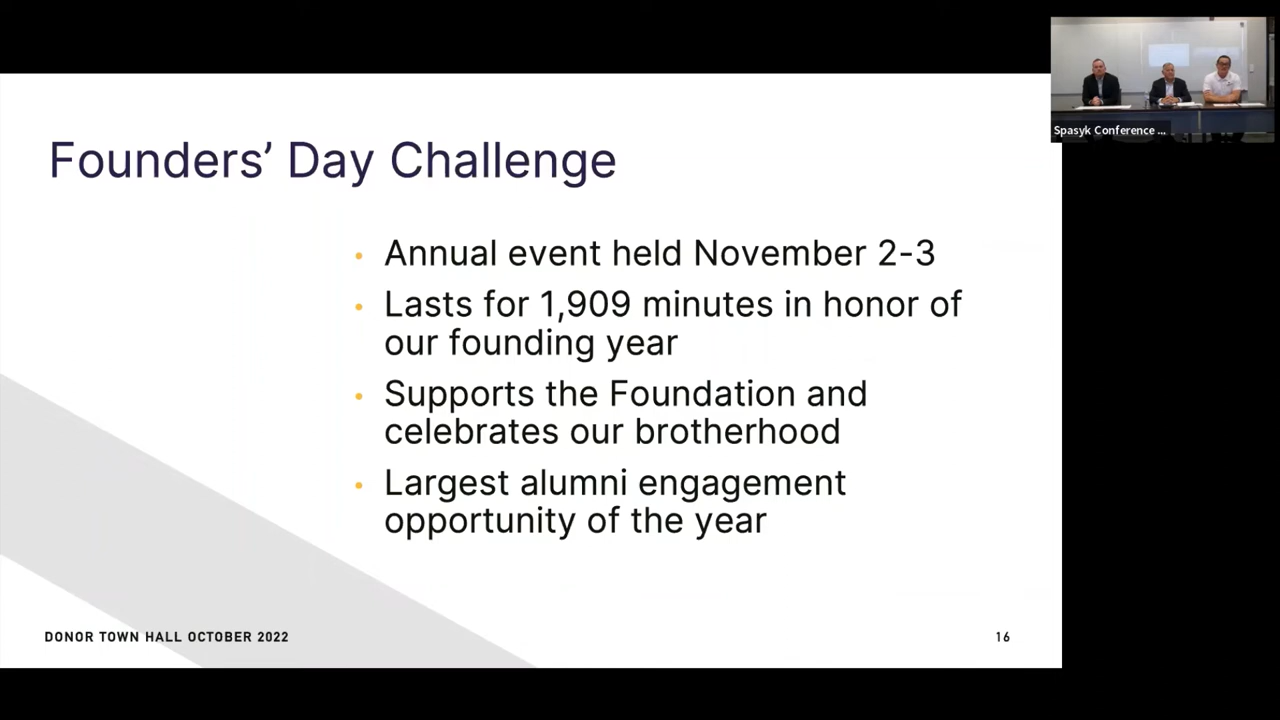 Spasyk Conference ...
Founders’ Day Challenge
• Annual event held November 2-3
• Lasts for 1,909 minutes in honor of
our founding year
• Supports the Foundation and
celebrates our brotherhood
• Largest alumni engagement
opportunity of the year
DONOR TOWN HALL OCTOBER 2022
16